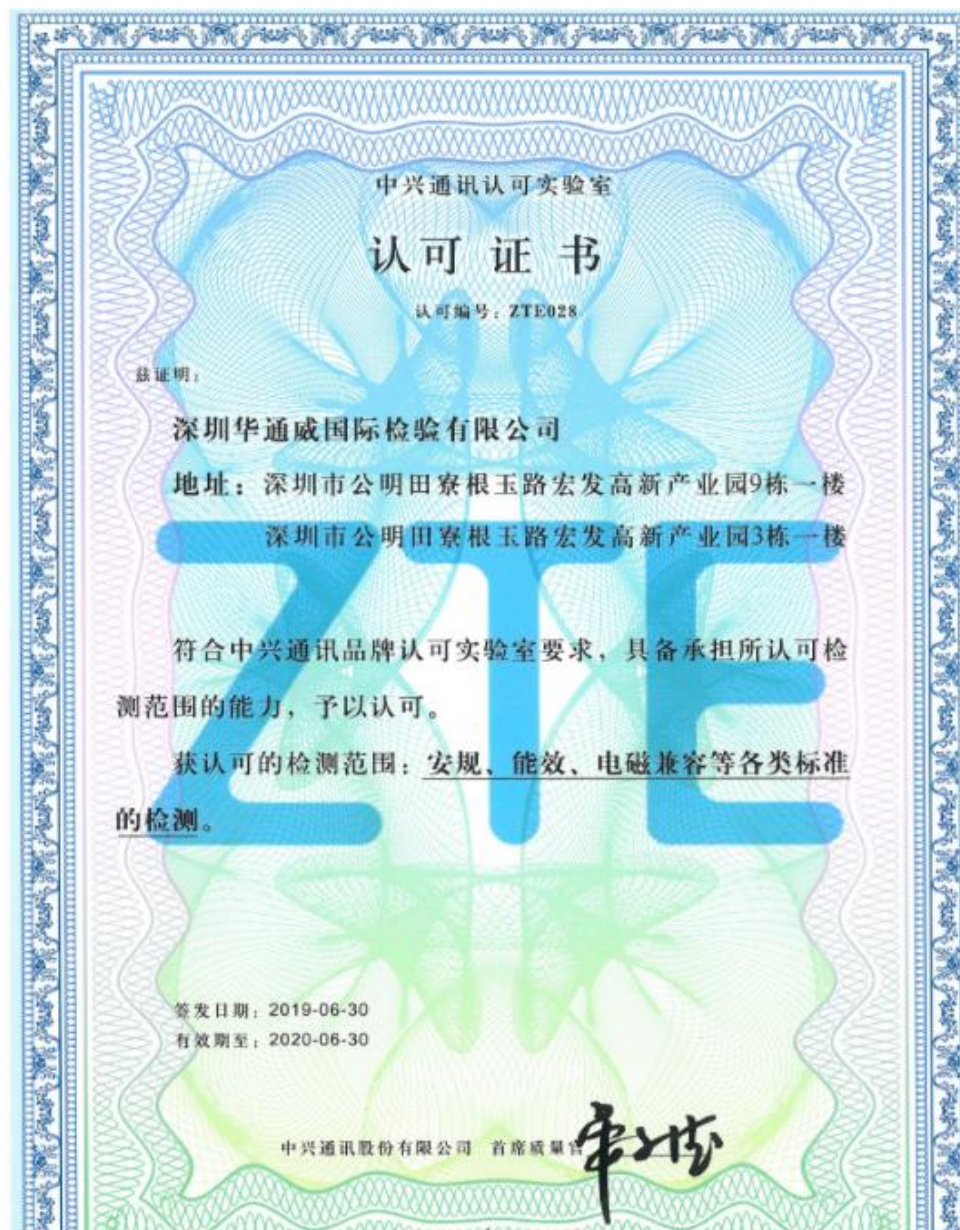 中兴通讯认可实验室
认可证书
认可编号：ZTE028
兹证明：
深圳华通威国际检验有限公司
地址：深圳市公明田寮根玉路宏发高新产业园9栋一楼
深圳市公明田寮根玉路宏发高新产业园3栋一楼
ZTE
符合中兴通讯品牌认可实验室要求，具备承担所认可检
测范围的能力，予以认可。
获认可的检测范围：安规、能效、电磁兼容等各类标准
的检测。
签发日期：2019-06-30
有效期至：2020-06-30
中兴通讯股份有限公司 首席质量官